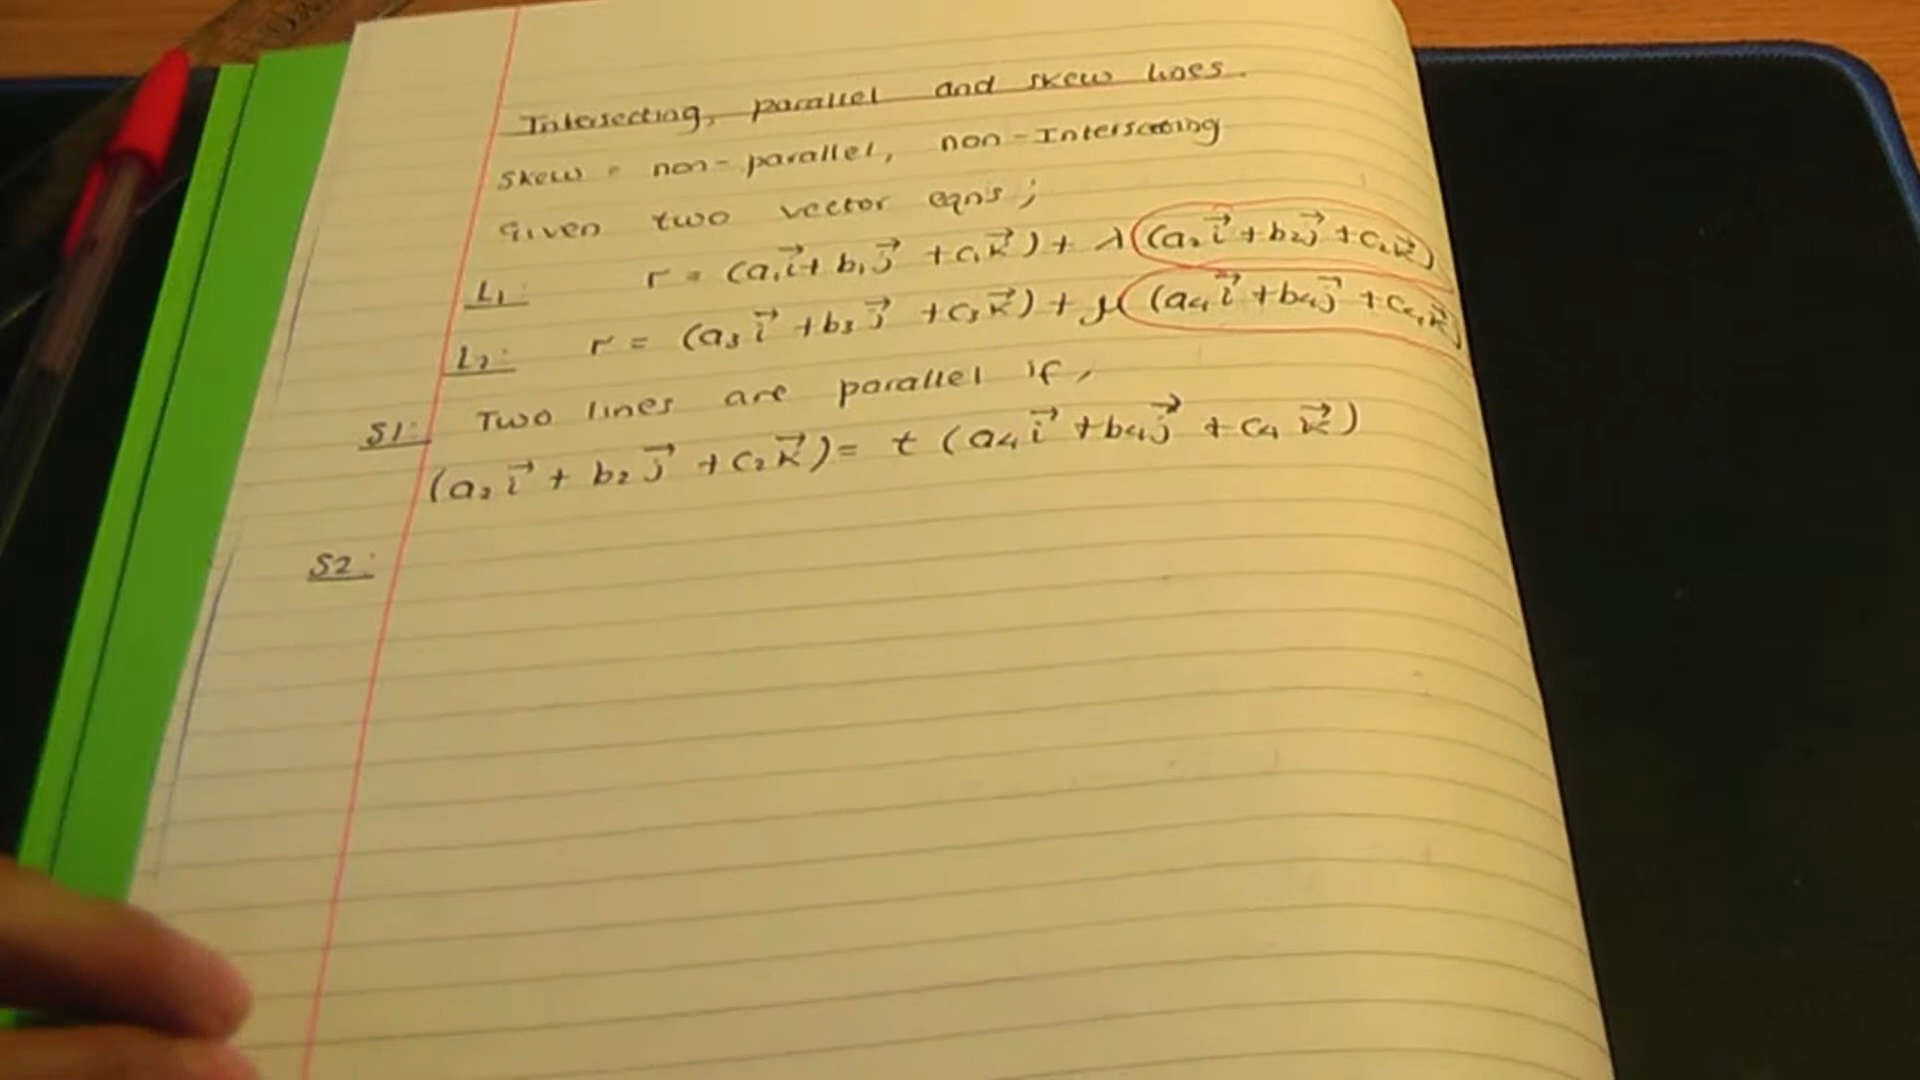 Intersecting, parallel and skew lines.
skew = non-parallel, non-Intersecting
Given two vector eqns;
L₁: r = (a₁i⃗ + b₁j⃗ + c₁k⃗) + λ(a₂i⃗ + b₂j⃗ + c₂k⃗)
L₂: r = (a₃i⃗ + b₃j⃗ + c₃k⃗) + μ(a₄i⃗ + b₄j⃗ + c₄k⃗)
S1: Two lines are parallel if,
(a₂i⃗ + b₂j⃗ + c₂k⃗) = t(a₄i⃗ + b₄j⃗ + c₄k⃗)
S2: